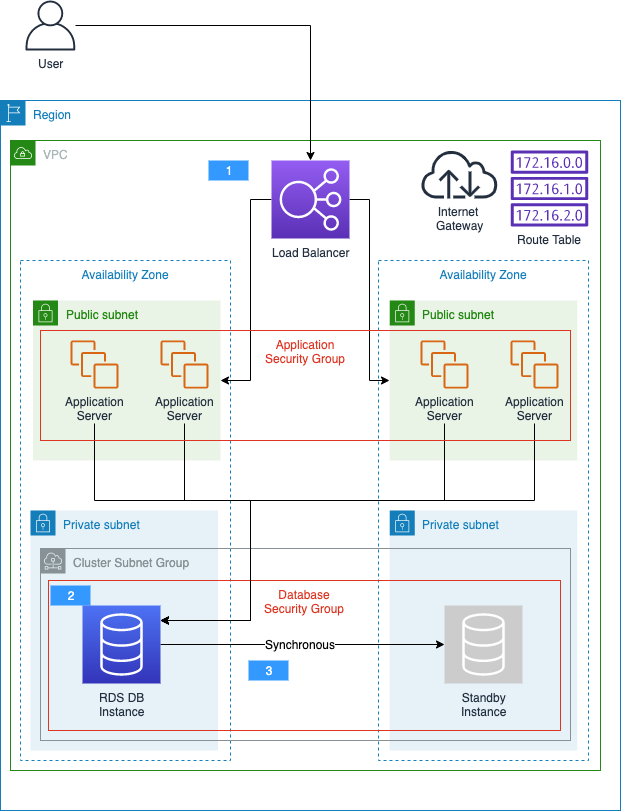 User
Region
VPC
1
172.16.0.0
172.16.1.0
172.16.2.0
Internet
Gateway
Route Table
Load Balancer
Availability Zone
Availability Zone
Public subnet
Public subnet
Application
Security Group
Application
Server
Application
Server
Application
Server
Application
Server
Private subnet
Private subnet
Cluster Subnet Group
2
Database
Security Group
Synchronous
3
RDS DB
Instance
Standby
Instance